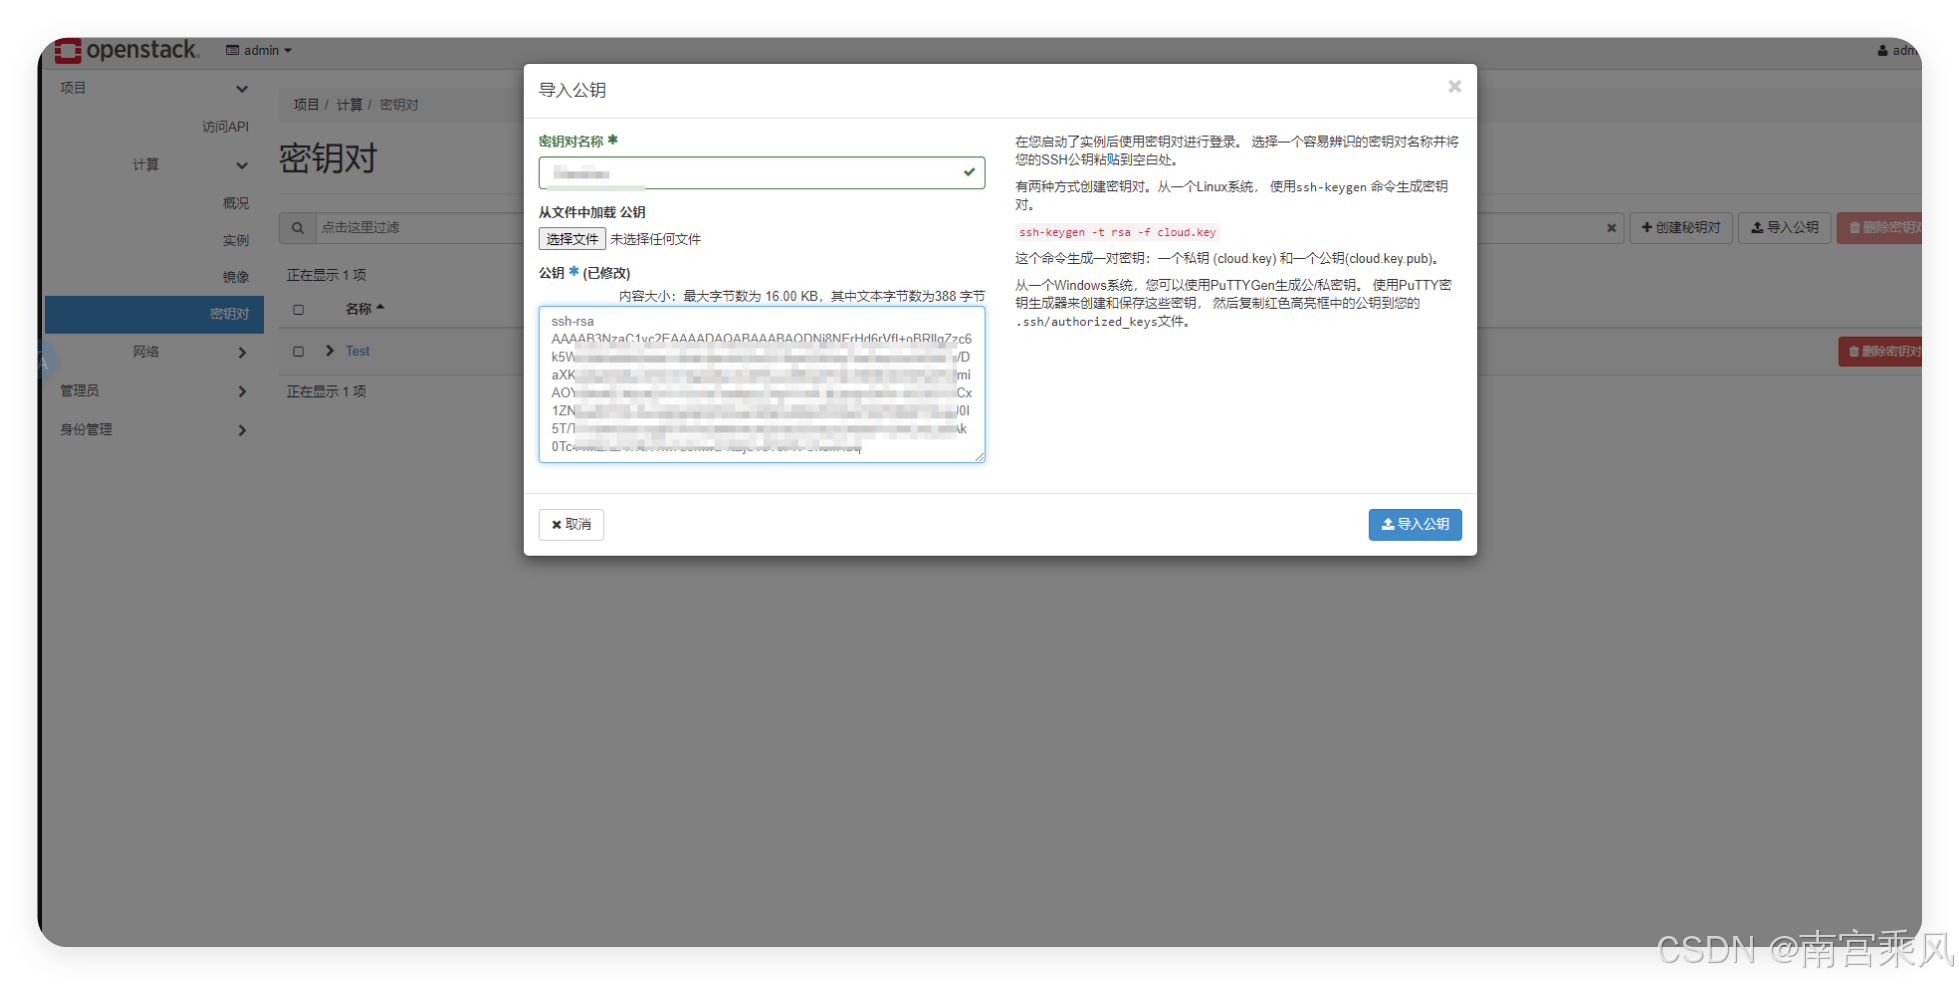 openstack.
admin
adm
项目
访问API
计算
概况
实例
镜像
密钥对
网络
管理员
身份管理
项目 / 计算 / 密钥对
密钥对
点击这里过滤
创建秘钥对
导入公钥
删除密钥对
正在显示 1 项
名称
Test
删除密钥对
正在显示 1 项
导入公钥
密钥对名称 *
从文件中加载 公钥
选择文件 未选择任何文件
公钥 * (已修改)
内容大小：最大字节数为 16.00 KB，其中文本字节数为388 字节
ssh-rsa
k5W
/D
aXK
mi
AOY
Cx
1ZN
5T/
0Tc
取消
导入公钥
在您启动了实例后使用密钥对进行登录。 选择一个容易辨识的密钥对名称并将
您的SSH公钥粘贴到空白处。
有两种方式创建密钥对。从一个Linux系统， 使用ssh-keygen 命令生成密钥
对。
ssh-keygen -t rsa -f cloud.key
这个命令生成一对密钥：一个私钥 (cloud.key) 和一个公钥(cloud.key.pub)。
从一个Windows系统，您可以使用PuTTYGen生成公/私密钥。 使用PuTTY密
钥生成器来创建和保存这些密钥， 然后复制红色高亮框中的公钥到您的
.ssh/authorized_keys文件。
CSDN @南宫乘风